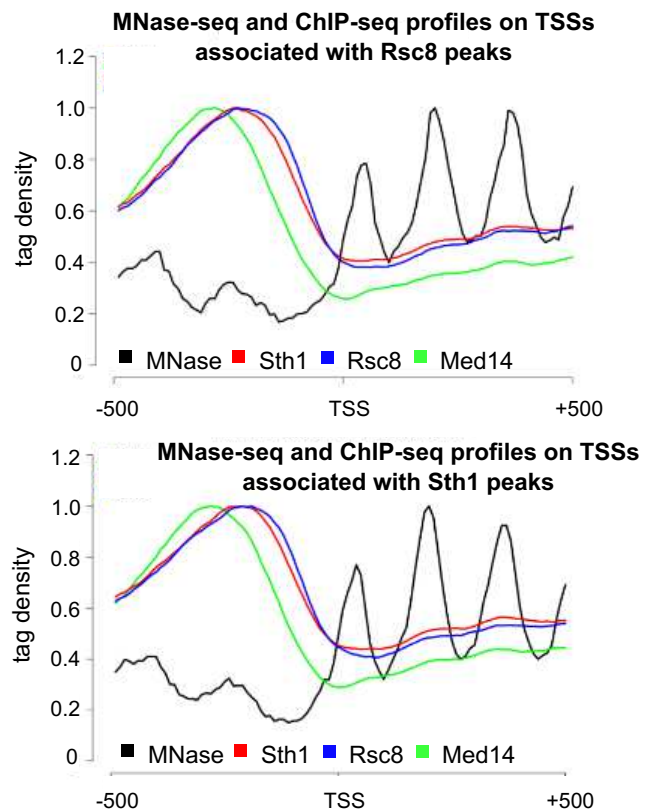 MNase-seq and ChIP-seq profiles on TSSs
associated with Rsc8 peaks
1.2
1.0
0.8
0.6
0.4
0.2
0
tag density
MNase Sth1 Rsc8 Med14
-500 TSS +500
MNase-seq and ChIP-seq profiles on TSSs
associated with Sth1 peaks
1.2
1.0
0.8
0.6
0.4
0.2
0
tag density
MNase Sth1 Rsc8 Med14
-500 TSS +500